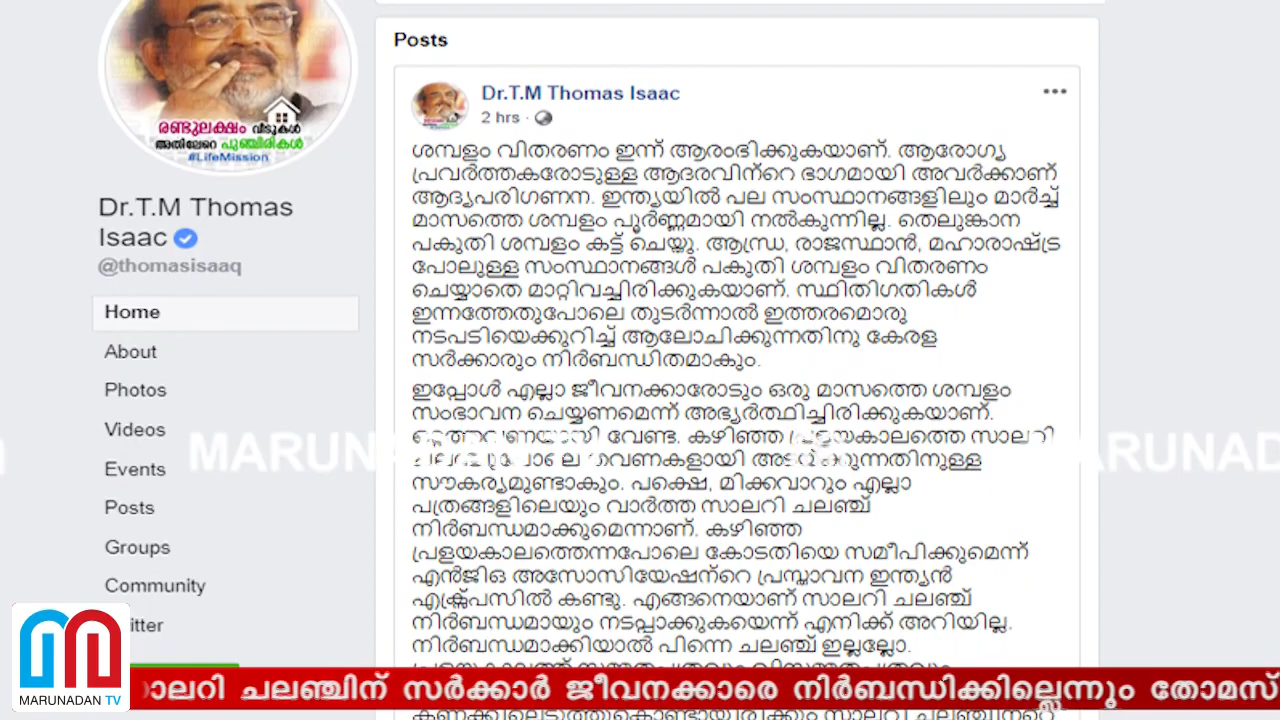 രണ്ടുലക്ഷം വീടുകൾ
അതിലേറെ പുഞ്ചിരികൾ
#LifeMission
Dr.T.M Thomas
Isaac
@thomasisaaq
Home
About
Photos
Videos
Events
Posts
Groups
Community
Posts
Dr.T.M Thomas Isaac
2 hrs ·
ശമ്പളം വിതരണം ഇന്ന് ആരംഭിക്കുകയാണ്. ആരോഗ്യ
പ്രവർത്തകരോടുള്ള ആദരവിന്റെ ഭാഗമായി അവർക്കാണ്
ആദ്യപരിഗണന. ഇന്ത്യയിൽ പല സംസ്ഥാനങ്ങളിലും മാർച്ച്
മാസത്തെ ശമ്പളം പൂർണ്ണമായി നൽകുന്നില്ല. തെലുങ്കാന
പകുതി ശമ്പളം കട്ട് ചെയ്തു. ആന്ധ്ര, രാജസ്ഥാൻ, മഹാരാഷ്ട്ര
പോലുള്ള സംസ്ഥാനങ്ങൾ പകുതി ശമ്പളം വിതരണം
ചെയ്യാതെ മാറ്റിവച്ചിരിക്കുകയാണ്. സ്ഥിതിഗതികൾ
ഇന്നത്തേതുപോലെ തുടർന്നാൽ ഇത്തരമൊരു
നടപടിയെക്കുറിച്ച് ആലോചിക്കുന്നതിനു കേരള
സർക്കാരും നിർബന്ധിതമാകും.
ഇപ്പോൾ എല്ലാ ജീവനക്കാരോടും ഒരു മാസത്തെ ശമ്പളം
സംഭാവന ചെയ്യണമെന്ന് അഭ്യർത്ഥിച്ചിരിക്കുകയാണ്.
വേണ്ട. കഴിഞ്ഞ പ്രളയകാലത്തെ സാലറി
തവണകളായി അടയ്ക്കുന്നതിനുള്ള
സൗകര്യമുണ്ടാകും. പക്ഷെ, മിക്കവാറും എല്ലാ
പത്രങ്ങളിലെയും വാർത്ത സാലറി ചലഞ്ച്
നിർബന്ധമാക്കുമെന്നാണ്. കഴിഞ്ഞ
പ്രളയകാലത്തെന്നപോലെ കോടതിയെ സമീപിക്കുമെന്ന്
എൻജിഒ അസോസിയേഷന്റെ പ്രസ്താവന ഇന്ത്യൻ
എക്സ്പ്രസിൽ കണ്ടു. എങ്ങനെയാണ് സാലറി ചലഞ്ച്
നിർബന്ധമായും നടപ്പാക്കുകയെന്ന് എനിക്ക് അറിയില്ല.
നിർബന്ധമാക്കിയാൽ പിന്നെ ചലഞ്ച് ഇല്ലല്ലോ.
MARUNADAN TV
ചലഞ്ചിന് സർക്കാർ ജീവനക്കാരെ നിർബന്ധിക്കില്ലെന്നും തോമസ്